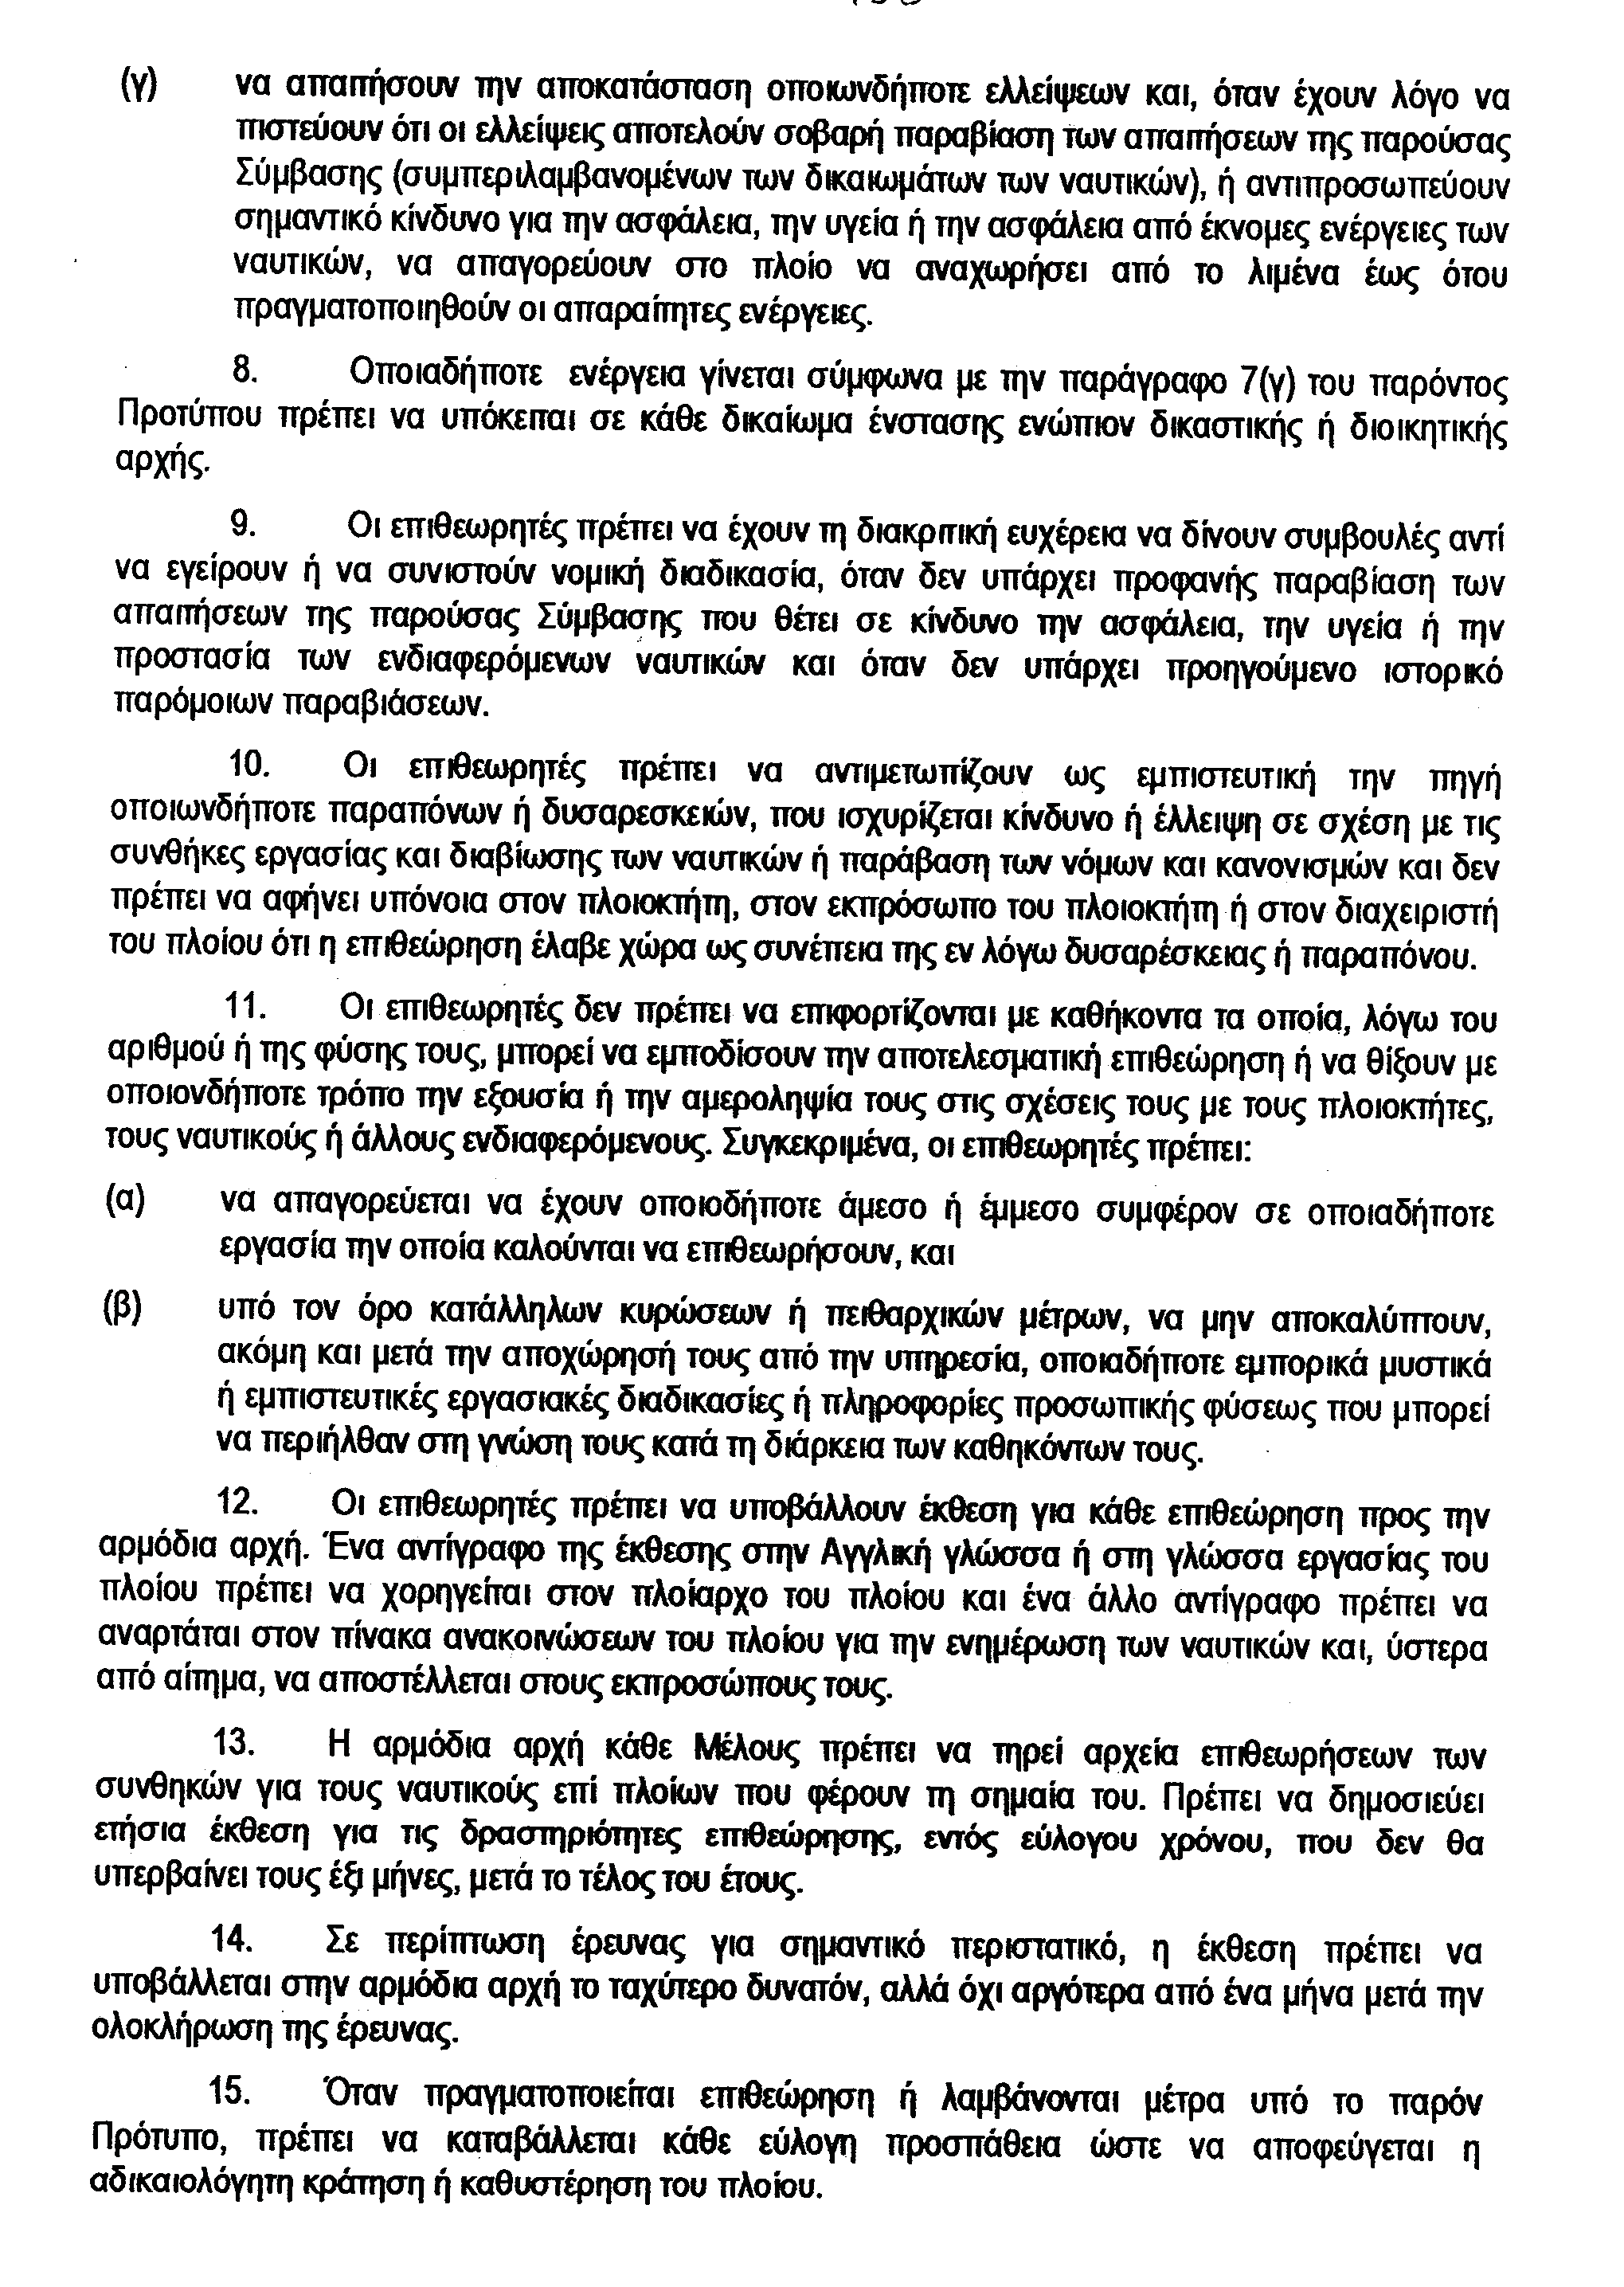 (γ) να απαιτήσουν την αποκατάσταση οποιωνδήποτε ελλείψεων και, όταν έχουν λόγο να
πιστεύουν ότι οι ελλείψεις αποτελούν σοβαρή παραβίαση των απαιτήσεων της παρούσας
Σύμβασης (συμπεριλαμβανομένων των δικαιωμάτων των ναυτικών), ή αντιπροσωπεύουν
σημαντικό κίνδυνο για την ασφάλεια, την υγεία ή την ασφάλεια από έκνομες ενέργειες των
ναυτικών, να απαγορεύουν στο πλοίο να αναχωρήσει από το λιμένα έως ότου
πραγματοποιηθούν οι απαραίτητες ενέργειες.
8. Οποιαδήποτε ενέργεια γίνεται σύμφωνα με την παράγραφο 7(γ) του παρόντος
Προτύπου πρέπει να υπόκειται σε κάθε δικαίωμα ένστασης ενώπιον δικαστικής ή διοικητικής
αρχής.
9. Οι επιθεωρητές πρέπει να έχουν τη διακριτική ευχέρεια να δίνουν συμβουλές αντί
να εγείρουν ή να συνιστούν νομική διαδικασία, όταν δεν υπάρχει προφανής παραβίαση των
απαιτήσεων της παρούσας Σύμβασης που θέτει σε κίνδυνο την ασφάλεια, την υγεία ή την
προστασία των ενδιαφερόμενων ναυτικών και όταν δεν υπάρχει προηγούμενο ιστορικό
παρόμοιων παραβιάσεων.
10. Οι επιθεωρητές πρέπει να αντιμετωπίζουν ως εμπιστευτική την πηγή
οποιωνδήποτε παραπόνων ή δυσαρεσκειών, που ισχυρίζεται κίνδυνο ή έλλειψη σε σχέση με τις
συνθήκες εργασίας και διαβίωσης των ναυτικών ή παράβαση των νόμων και κανονισμών και δεν
πρέπει να αφήνει υπόνοια στον πλοιοκτήτη, στον εκπρόσωπο του πλοιοκτήτη ή στον διαχειριστή
του πλοίου ότι η επιθεώρηση έλαβε χώρα ως συνέπεια της εν λόγω δυσαρέσκειας ή παραπόνου.
11. Οι επιθεωρητές δεν πρέπει να επιφορτίζονται με καθήκοντα τα οποία, λόγω του
αριθμού ή της φύσης τους, μπορεί να εμποδίσουν την αποτελεσματική επιθεώρηση ή να θίξουν με
οποιονδήποτε τρόπο την εξουσία ή την αμεροληψία τους στις σχέσεις τους με τους πλοιοκτήτες,
τους ναυτικούς ή άλλους ενδιαφερόμενους. Συγκεκριμένα, οι επιθεωρητές πρέπει:
(α) να απαγορεύεται να έχουν οποιοδήποτε άμεσο ή έμμεσο συμφέρον σε οποιαδήποτε
εργασία την οποία καλούνται να επιθεωρήσουν, και
(β) υπό τον όρο κατάλληλων κυρώσεων ή πειθαρχικών μέτρων, να μην αποκαλύπτουν,
ακόμη και μετά την αποχώρησή τους από την υπηρεσία, οποιαδήποτε εμπορικά μυστικά
ή εμπιστευτικές εργασιακές διαδικασίες ή πληροφορίες προσωπικής φύσεως που μπορεί
να περιήλθαν στη γνώση τους κατά τη διάρκεια των καθηκόντων τους.
12. Οι επιθεωρητές πρέπει να υποβάλλουν έκθεση για κάθε επιθεώρηση προς την
αρμόδια αρχή. Ένα αντίγραφο της έκθεσης στην Αγγλική γλώσσα ή στη γλώσσα εργασίας του
πλοίου πρέπει να χορηγείται στον πλοίαρχο του πλοίου και ένα άλλο αντίγραφο πρέπει να
αναρτάται στον πίνακα ανακοινώσεων του πλοίου για την ενημέρωση των ναυτικών και, ύστερα
από αίτημα, να αποστέλλεται στους εκπροσώπους τους.
13. Η αρμόδια αρχή κάθε Μέλους πρέπει να τηρεί αρχεία επιθεωρήσεων των
συνθηκών για τους ναυτικούς επί πλοίων που φέρουν τη σημαία του. Πρέπει να δημοσιεύει
ετήσια έκθεση για τις δραστηριότητες επιθεώρησης, εντός εύλογου χρόνου, που δεν θα
υπερβαίνει τους έξι μήνες, μετά το τέλος του έτους.
14. Σε περίπτωση έρευνας για σημαντικό περιστατικό, η έκθεση πρέπει να
υποβάλλεται στην αρμόδια αρχή το ταχύτερο δυνατόν, αλλά όχι αργότερα από ένα μήνα μετά την
ολοκλήρωση της έρευνας.
15. Όταν πραγματοποιείται επιθεώρηση ή λαμβάνονται μέτρα υπό το παρόν
Πρότυπο, πρέπει να καταβάλλεται κάθε εύλογη προσπάθεια ώστε να αποφεύγεται η
αδικαιολόγητη κράτηση ή καθυστέρηση του πλοίου.